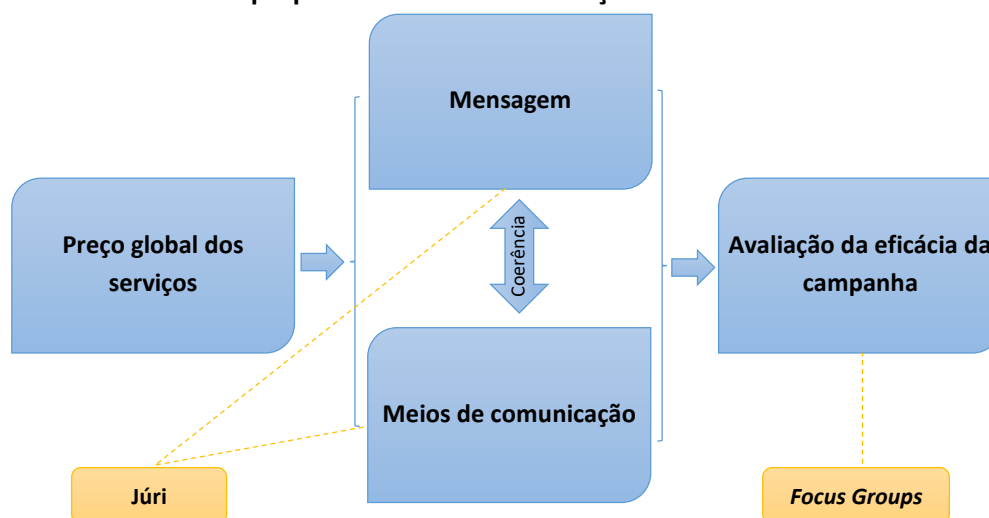 Mensagem
Preço global dos
serviços
Coerência
Avaliação da eficácia da
campanha
Meios de comunicação
Júri
Focus Groups